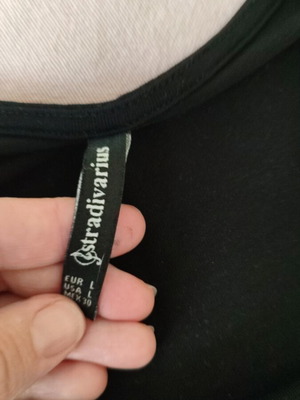 stradivarius
EUR L
USA L
MEX 30